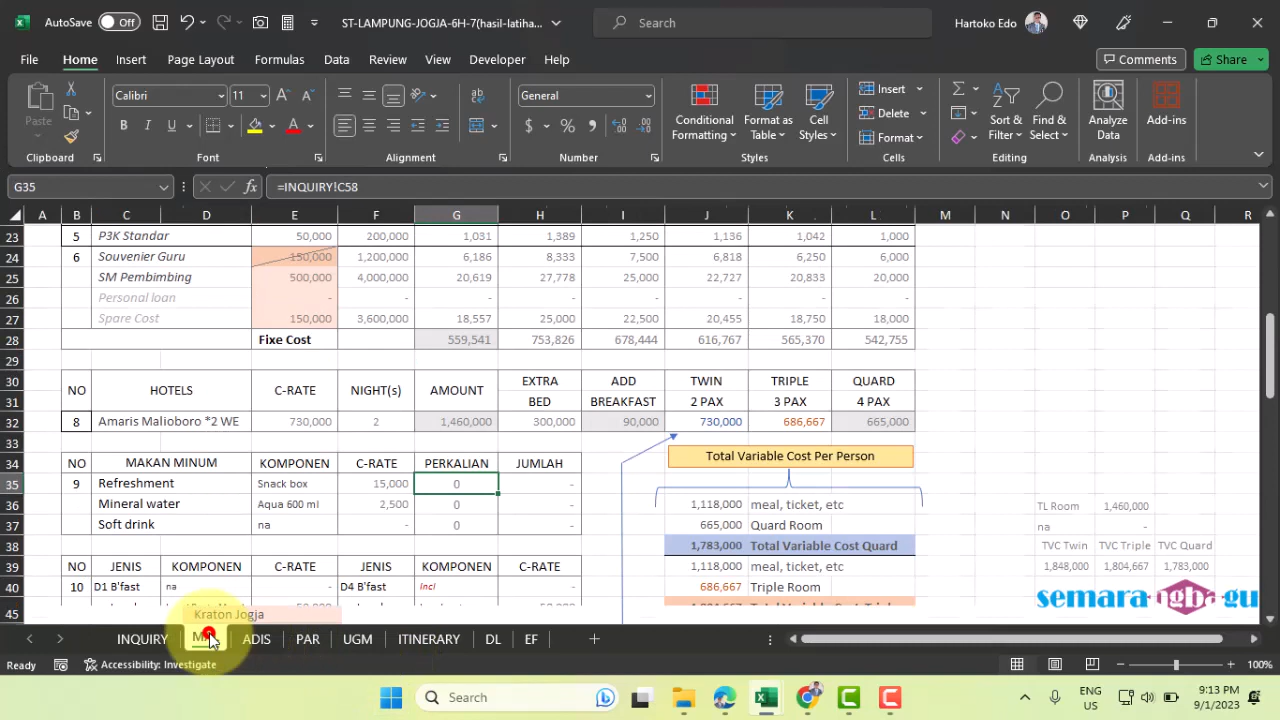 AutoSave Off ST-LAMPUNG-JOGJA-6H-7(hasil-latiha... Search Hartoko Edo
File Home Insert Draw Page Layout Formulas Data Review View Developer Help Comments Share
Calibri 11 General Insert
Paste Conditional Format as Cell Delete Sort & Find & Analyze Add-ins
Formatting Table Styles Format Filter Select Data
Clipboard Font Alignment Number Styles Cells Editing Analysis Add-ins
G35 =INQUIRY!C58
A B C D E F G H I J K L M N O P Q R
23 5 P3K Standar 50,000 200,000 1,031 1,389 1,250 1,136 1,042 1,000
24 6 Souvenier Guru 150,000 1,200,000 6,186 8,333 7,500 6,818 6,250 6,000
25 SM Pembimbing 500,000 4,000,000 20,619 27,778 25,000 22,727 20,833 20,000
26 Personal loan - - - - - - - -
27 Spare Cost 150,000 3,600,000 18,557 25,000 22,500 20,455 18,750 18,000
28 Fixe Cost 559,541 753,826 678,444 616,767 565,370 542,755
29
30 NO HOTELS C-RATE NIGHT(s) AMOUNT EXTRA ADD TWIN TRIPLE QUARD
31 BED BREAKFAST 2 PAX 3 PAX 4 PAX
32 8 Amaris Malioboro *2 WE 730,000 2 1,460,000 300,000 90,000 730,000 686,667 665,000
33
34 NO MAKAN MINUM KOMPONEN C-RATE PERKALIAN JUMLAH Total Variable Cost Per Person
35 9 Refreshment Snack box 15,000 0 -
36 Mineral water Aqua 600 ml 2,500 0 - 1,118,000 meal, ticket, etc TL Room 1,460,000
37 Soft drink na - 0 - 665,000 Quard Room na -
38 1,783,000 Total Variable Cost Quard TVC Twin TVC Triple TVC Quard
39 NO JENIS KOMPONEN C-RATE JENIS KOMPONEN C-RATE 1,118,000 meal, ticket, etc 1,848,000 1,804,667 1,783,000
40 10 D1 B'fast na - D4 B'fast Incl - 686,667 Triple Room
semarangbagu
45 Kraton Jogja
INQUIRY ADIS PAR UGM ITINERARY DL EF
Ready Accessibility: Investigate 100%
Search ENG 9:13 PM
US 9/1/2023